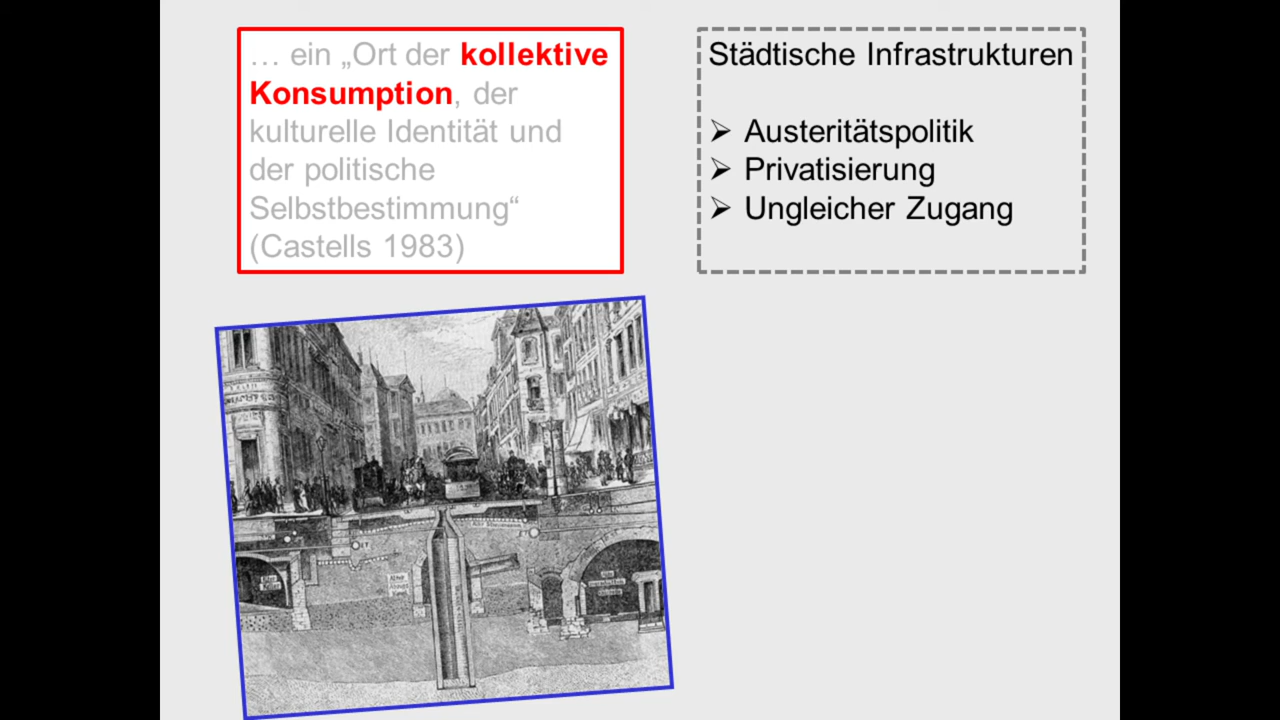 … ein „Ort der kollektive
Konsumption, der
kulturelle Identität und
der politische
Selbstbestimmung“
(Castells 1983)
Städtische Infrastrukturen
➢ Austeritätspolitik
➢ Privatisierung
➢ Ungleicher Zugang